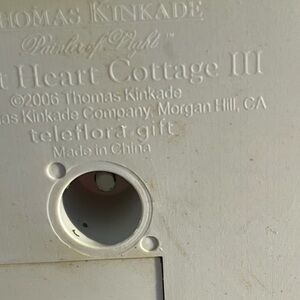 THOMAS KINKADE
Painter of Light™
t Heart Cottage III
©2006 Thomas Kinkade
as Kinkade Company, Morgan Hill, CA
teleflora.gift
Made in China